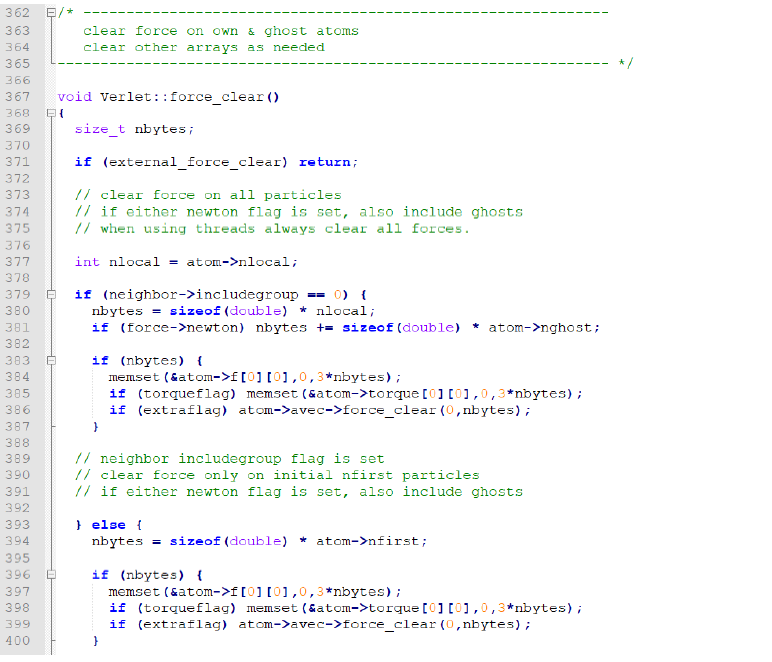 362 /* --------------------------------------------------------------
363 clear force on own & ghost atoms
364 clear other arrays as needed
365 ----------------------------------------------------------------- */
366
367 void Verlet::force_clear()
368 {
369 size_t nbytes;
370
371 if (external_force_clear) return;
372
373 // clear force on all particles
374 // if either newton flag is set, also include ghosts
375 // when using threads always clear all forces.
376
377 int nlocal = atom->nlocal;
378
379 if (neighbor->includegroup == 0) {
380 nbytes = sizeof(double) * nlocal;
381 if (force->newton) nbytes += sizeof(double) * atom->nghost;
382
383 if (nbytes) {
384 memset(&atom->f[0][0],0,3*nbytes);
385 if (torqueflag) memset(&atom->torque[0][0],0,3*nbytes);
386 if (extraflag) atom->avec->force_clear(0,nbytes);
387 }
388
389 // neighbor includegroup flag is set
390 // clear force only on initial nfirst particles
391 // if either newton flag is set, also include ghosts
392
393 } else {
394 nbytes = sizeof(double) * atom->nfirst;
395
396 if (nbytes) {
397 memset(&atom->f[0][0],0,3*nbytes);
398 if (torqueflag) memset(&atom->torque[0][0],0,3*nbytes);
399 if (extraflag) atom->avec->force_clear(0,nbytes);
400 }